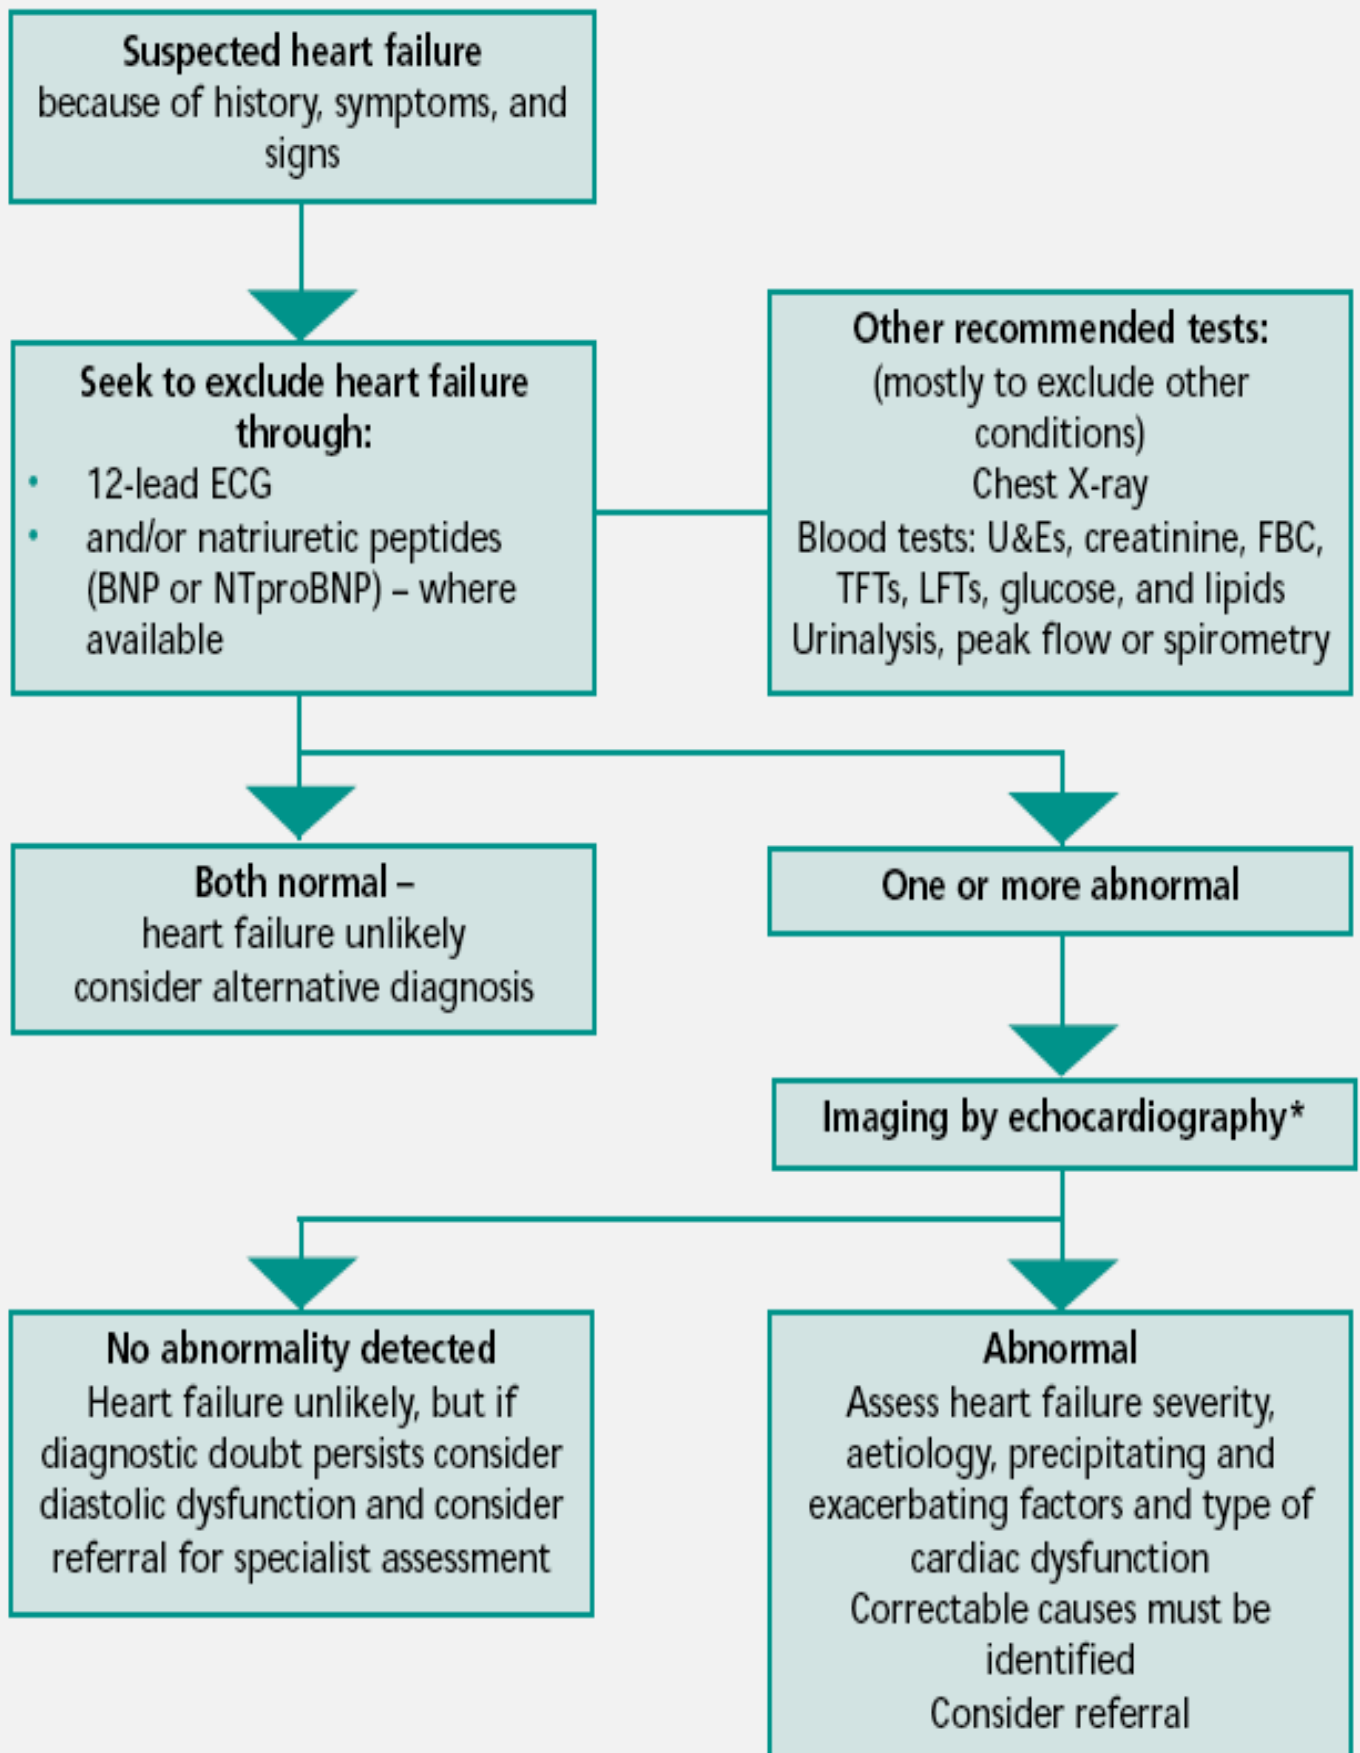 Suspected heart failure
because of history, symptoms, and
signs
Seek to exclude heart failure
through:
• 12-lead ECG
• and/or natriuretic peptides
(BNP or NTproBNP) – where
available
Other recommended tests:
(mostly to exclude other
conditions)
Chest X-ray
Blood tests: U&Es, creatinine, FBC,
TFTs, LFTs, glucose, and lipids
Urinalysis, peak flow or spirometry
Both normal –
heart failure unlikely
consider alternative diagnosis
One or more abnormal
Imaging by echocardiography*
No abnormality detected
Heart failure unlikely, but if
diagnostic doubt persists consider
diastolic dysfunction and consider
referral for specialist assessment
Abnormal
Assess heart failure severity,
aetiology, precipitating and
exacerbating factors and type of
cardiac dysfunction
Correctable causes must be
identified
Consider referral